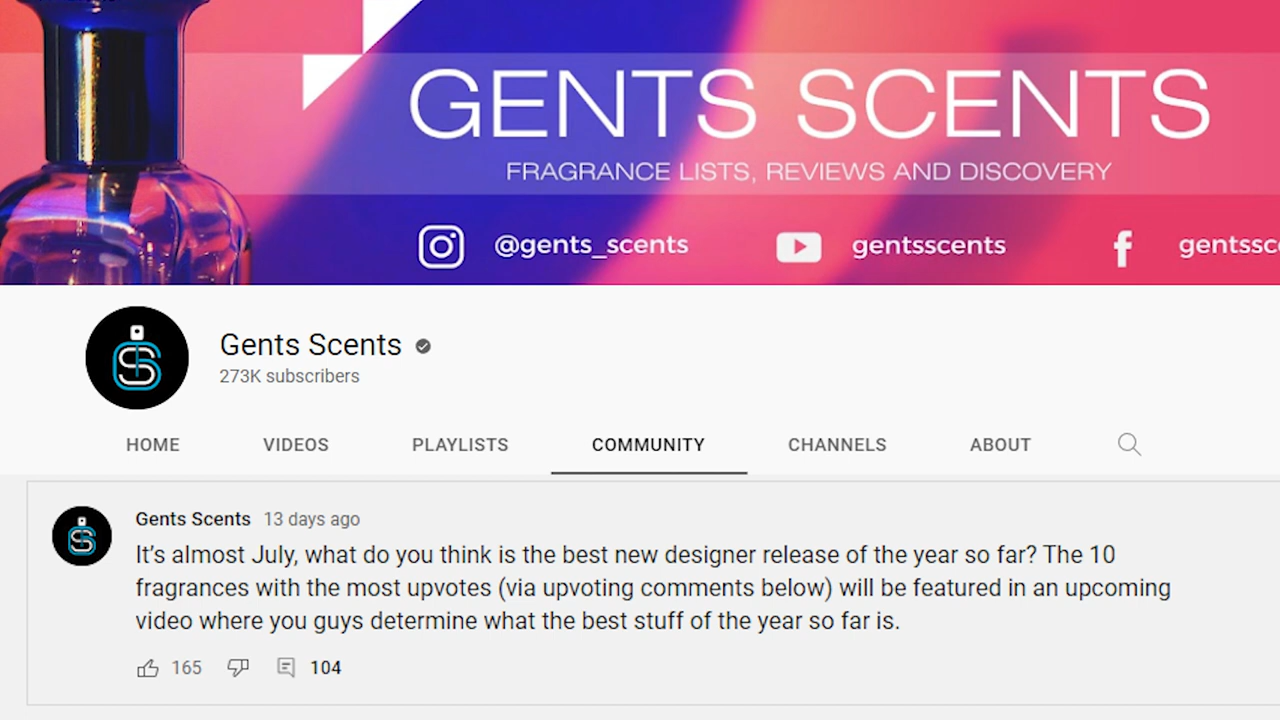 GENTS SCENTS
FRAGRANCE LISTS, REVIEWS AND DISCOVERY
@gents_scents gentsscents gentssc
Gents Scents
273K subscribers
HOME VIDEOS PLAYLISTS COMMUNITY CHANNELS ABOUT
Gents Scents 13 days ago
It’s almost July, what do you think is the best new designer release of the year so far? The 10
fragrances with the most upvotes (via upvoting comments below) will be featured in an upcoming
video where you guys determine what the best stuff of the year so far is.
165 104